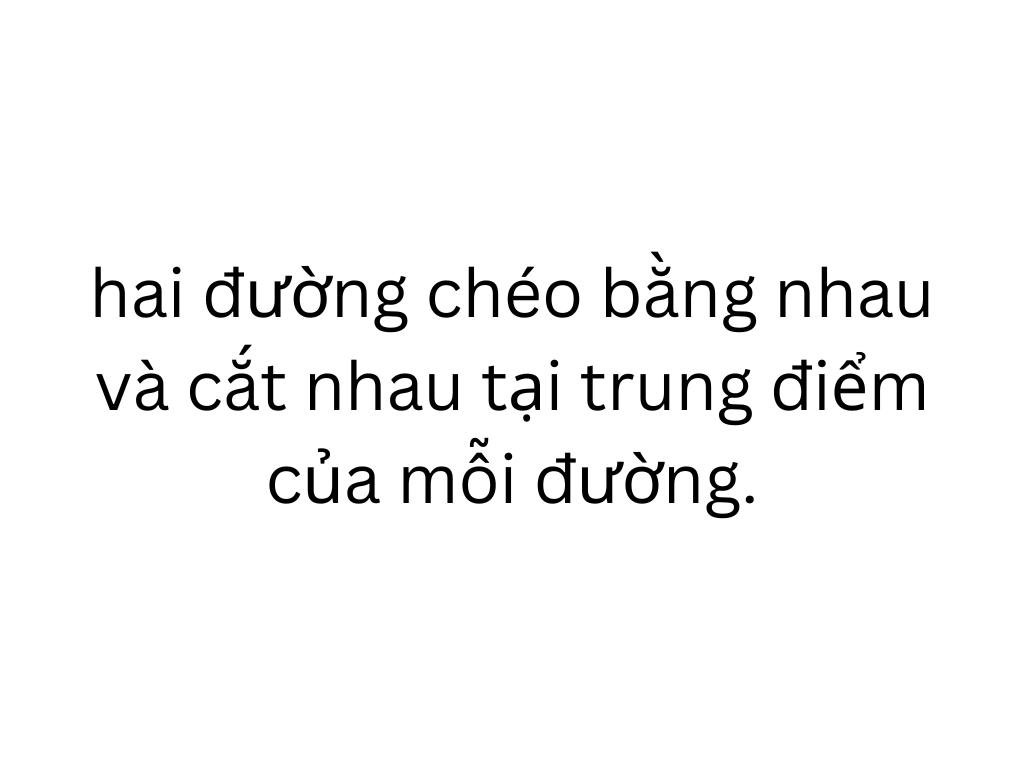 hai đường chéo bằng nhau
và cắt nhau tại trung điểm
của mỗi đường.